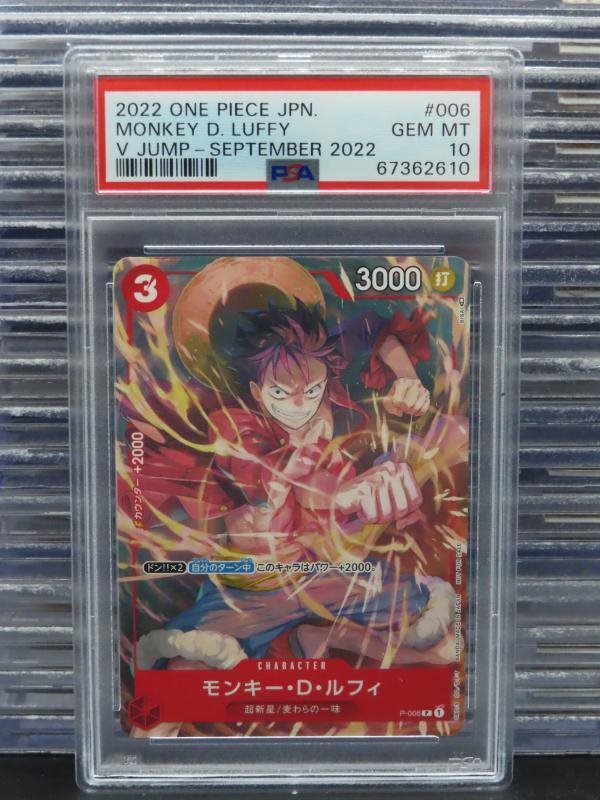 2022 ONE PIECE JPN. #006
MONKEY D. LUFFY GEM MT
V JUMP-SEPTEMBER 2022 10
PSA 67362610
3 3000 打
カウンター +2000
ドン!!×2 自分のターン中 このキャラはパワー+2000。
CHARACTER
モンキー・D・ルフィ
超新星/麦わらの一味
P-006 P 1